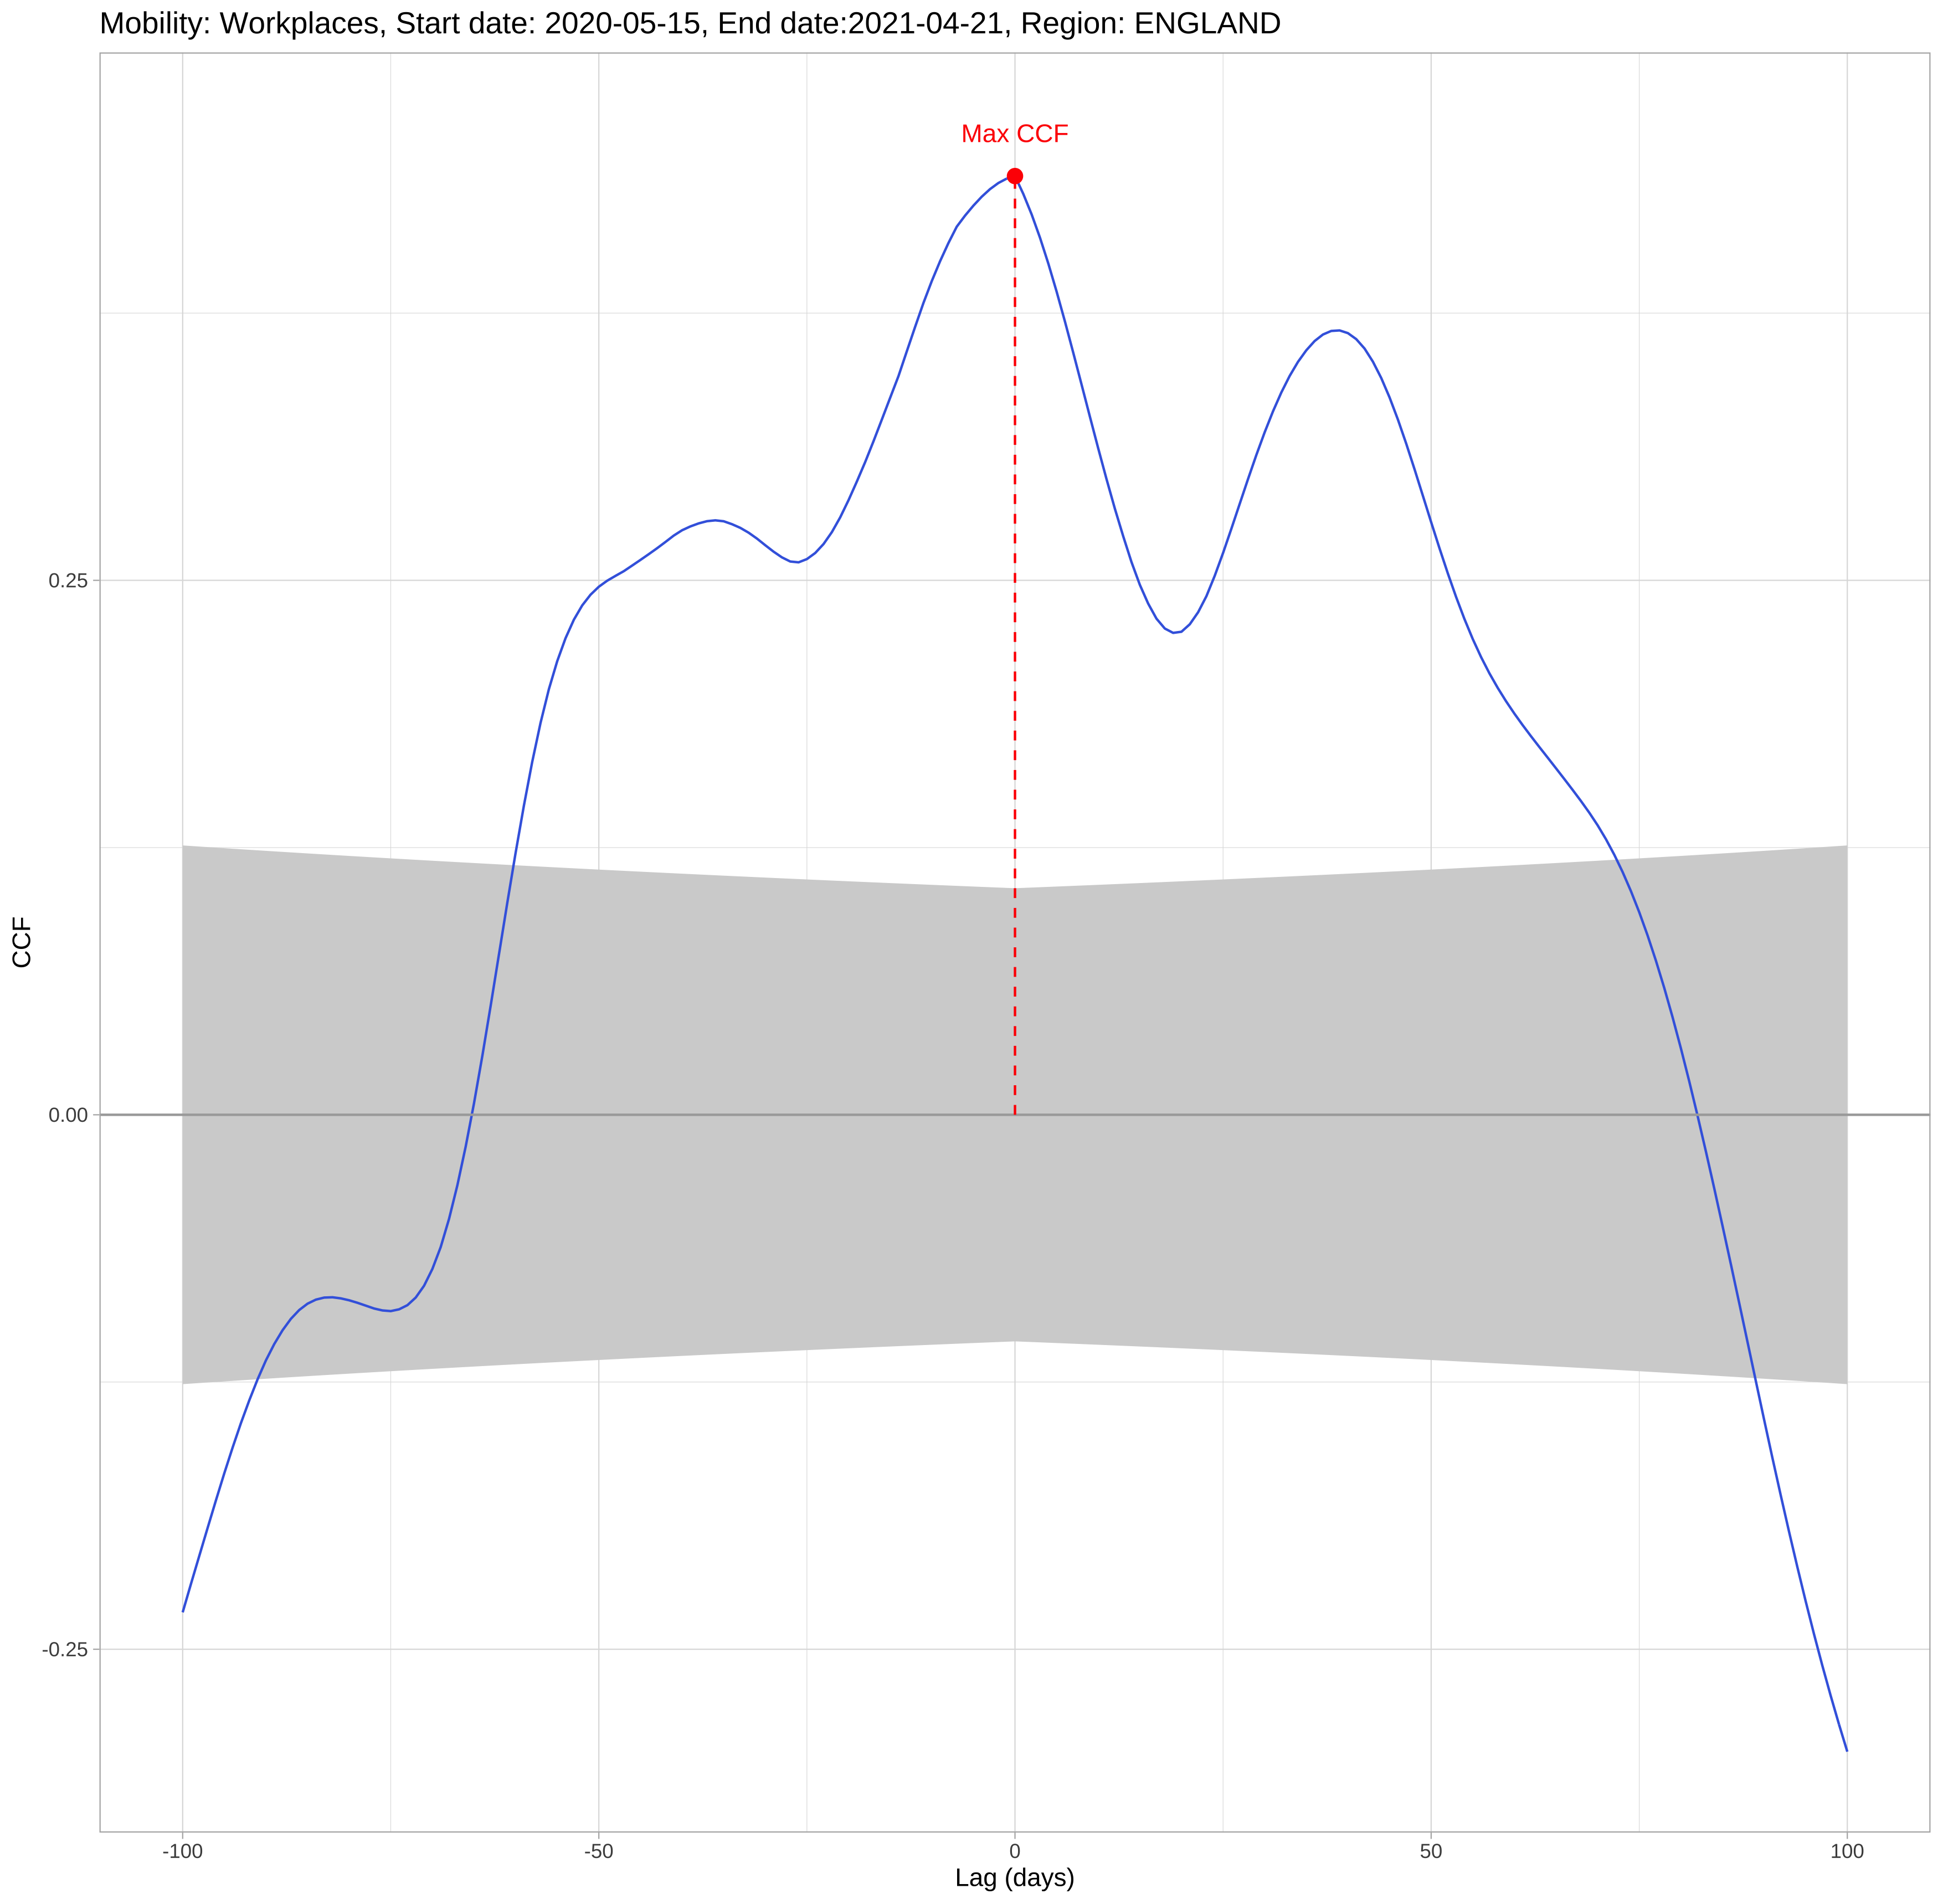 Mobility: Workplaces, Start date: 2020-05-15, End date:2021-04-21, Region: ENGLAND
Max CCF
0.25
0.00
-0.25
CCF
-100 -50 0 50 100
Lag (days)